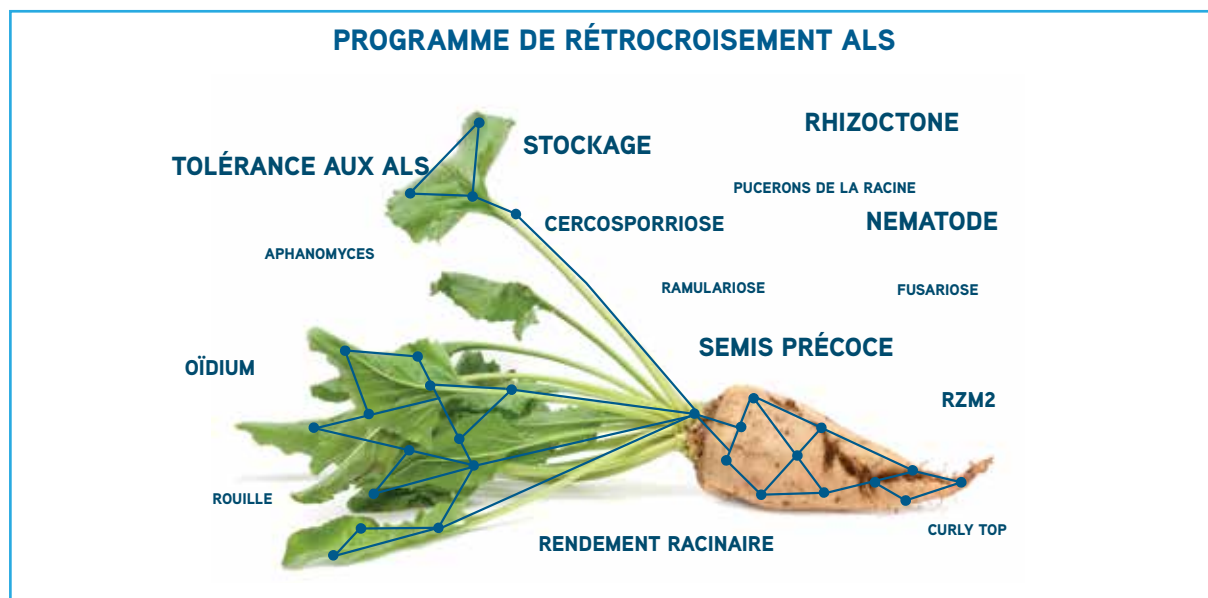 PROGRAMME DE RÉTROCROISEMENT ALS
RHIZOCTONE
STOCKAGE
TOLÉRANCE AUX ALS
PUCERONS DE LA RACINE
CERCOSPORRIOSE
NEMATODE
APHANOMYCES
RAMULARIOSE
FUSARIOSE
SEMIS PRÉCOCE
OÏDIUM
RZM2
ROUILLE
CURLY TOP
RENDEMENT RACINAIRE